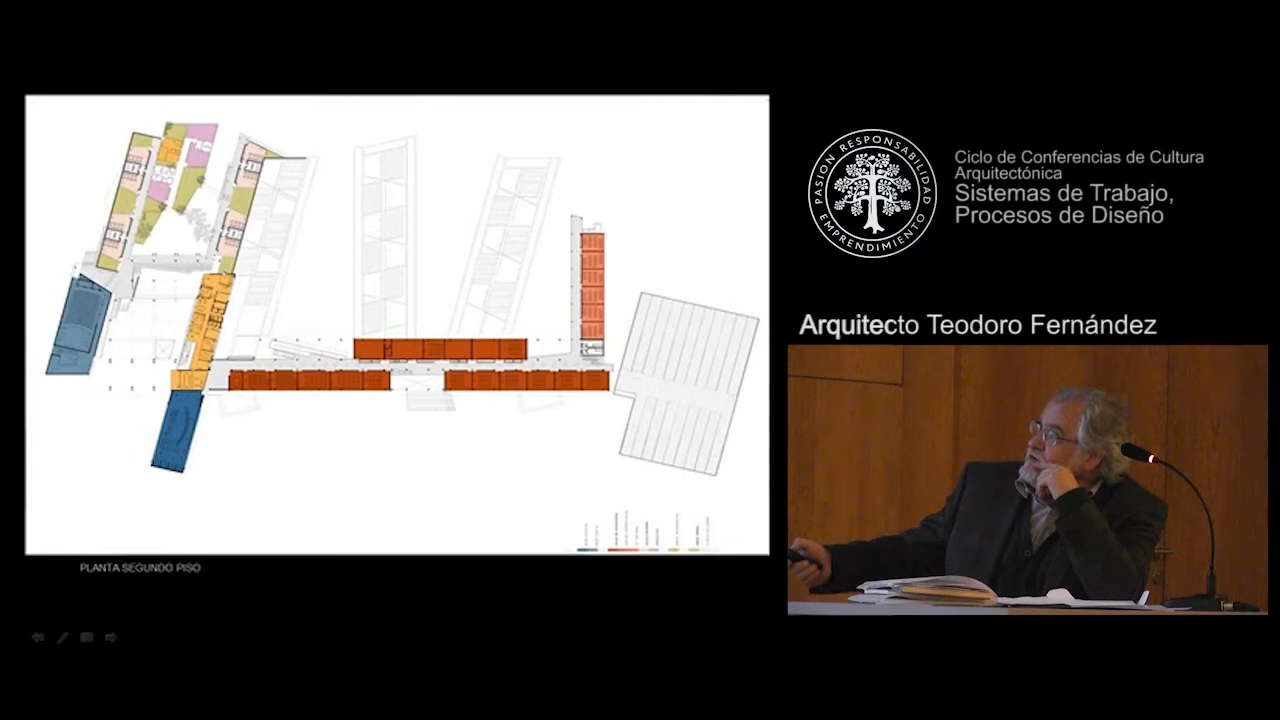 PASION RESPONSABILIDAD EMPRENDIMIENTO
Ciclo de Conferencias de Cultura
Arquitectónica
Sistemas de Trabajo,
Procesos de Diseño
Arquitecto Teodoro Fernández
PLANTA SEGUNDO PISO